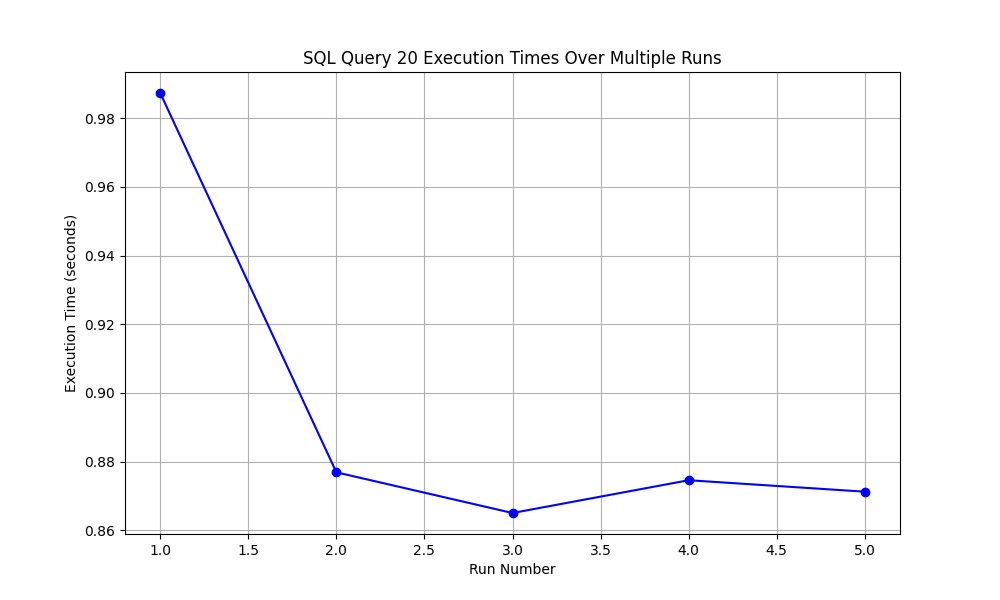 SQL Query 20 Execution Times Over Multiple Runs
Execution Time (seconds)
0.98
0.96
0.94
0.92
0.90
0.88
0.86
1.0 1.5 2.0 2.5 3.0 3.5 4.0 4.5 5.0
Run Number